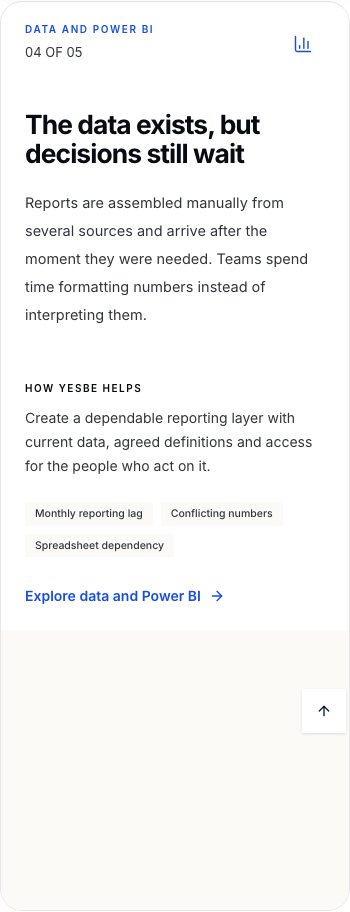 DATA AND POWER BI
04 OF 05
The data exists, but
decisions still wait
Reports are assembled manually from
several sources and arrive after the
moment they were needed. Teams spend
time formatting numbers instead of
interpreting them.
HOW YESBE HELPS
Create a dependable reporting layer with
current data, agreed definitions and access
for the people who act on it.
Monthly reporting lag
Conflicting numbers
Spreadsheet dependency
Explore data and Power BI